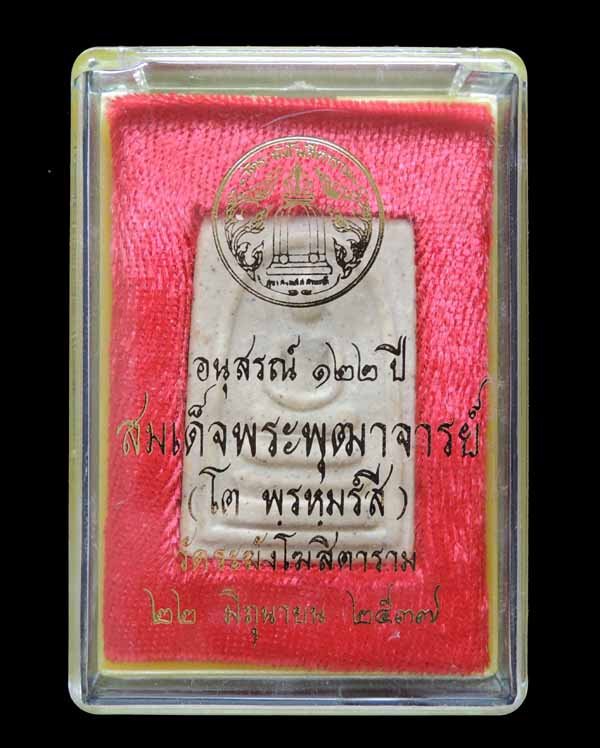 อนุสรณ์ ๑๒๒ ปี
สมเด็จพระพุฒาจารย์
(โต พฺรหฺมรํสี)
วัดระฆังโฆสิตาราม
๒๒ มิถุนายน ๒๕๓๗